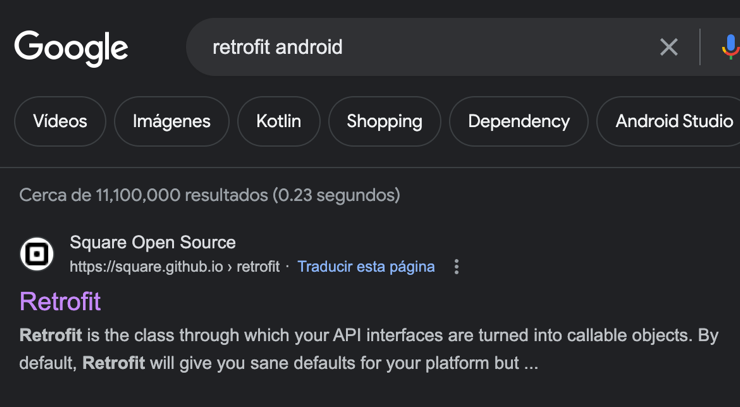 Google
retrofit android
Vídeos
Imágenes
Kotlin
Shopping
Dependency
Android Studio
Cerca de 11,100,000 resultados (0.23 segundos)
Square Open Source
https://square.github.io › retrofit · Traducir esta página
Retrofit
Retrofit is the class through which your API interfaces are turned into callable objects. By
default, Retrofit will give you sane defaults for your platform but ...